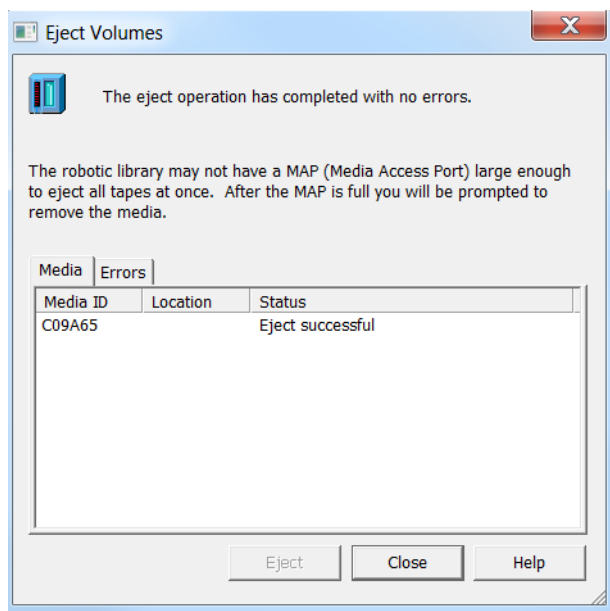 Eject Volumes
X
The eject operation has completed with no errors.
The robotic library may not have a MAP (Media Access Port) large enough
to eject all tapes at once. After the MAP is full you will be prompted to
remove the media.
Media Errors
Media ID Location Status
C09A65 Eject successful
Eject Close Help